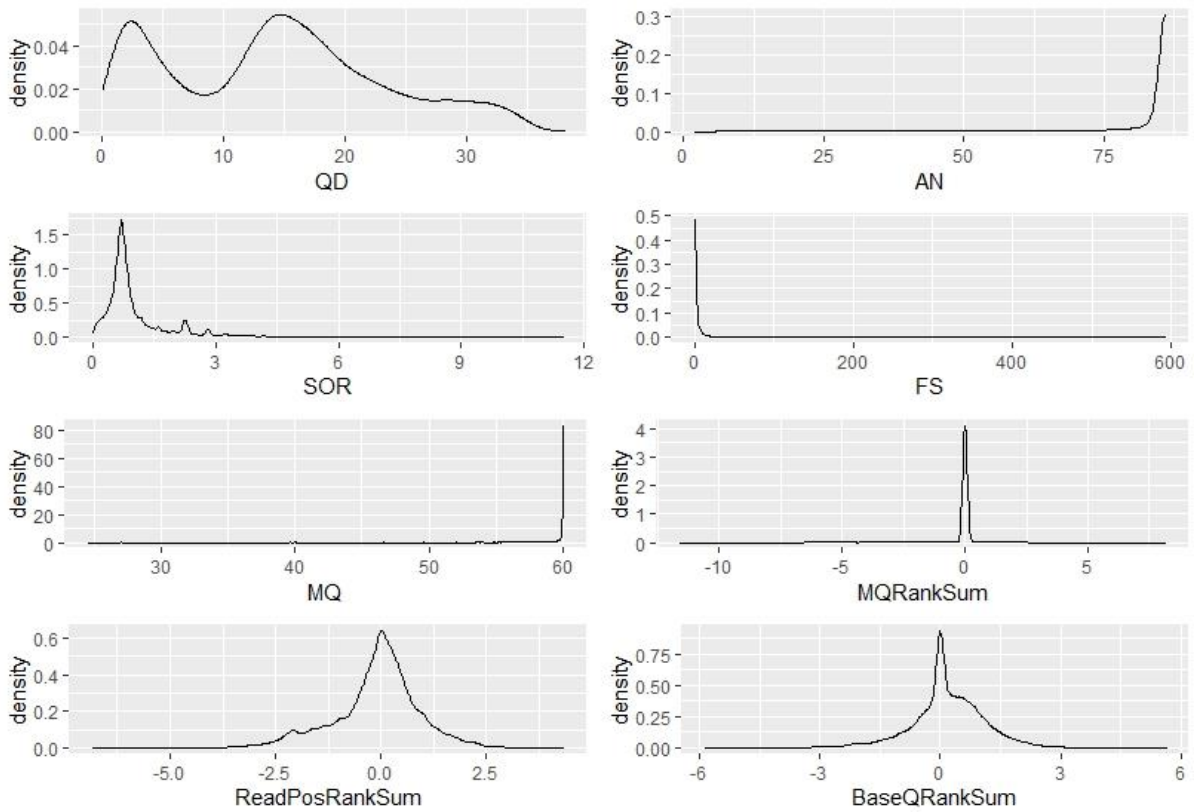 density
0.04
0.02
0.00
0 10 20 30
QD
density
0.3
0.2
0.1
0.0
0 25 50 75
AN
density
1.5
1.0
0.5
0.0
0 3 6 9 12
SOR
density
0.5
0.4
0.3
0.2
0.1
0.0
0 200 400 600
FS
density
80
60
40
20
0
30 40 50 60
MQ
density
4
3
2
1
0
-10 -5 0 5
MQRankSum
density
0.6
0.4
0.2
0.0
-5.0 -2.5 0.0 2.5
ReadPosRankSum
density
0.75
0.50
0.25
0.00
-6 -3 0 3 6
BaseQRankSum